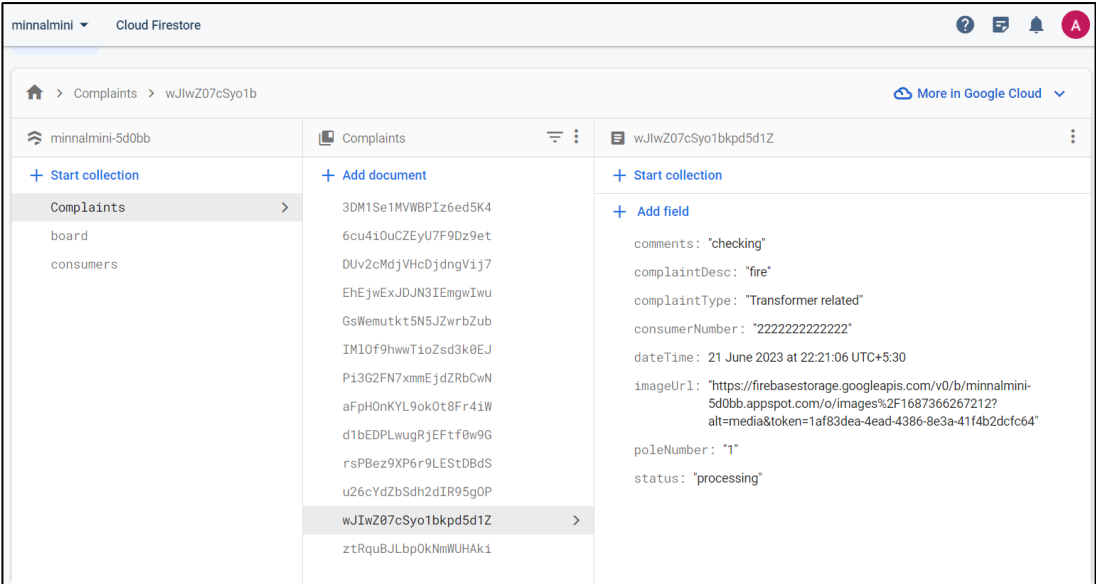 minnalmini Cloud Firestore A
Complaints > wJIwZ07cSyo1b More in Google Cloud
minnalmini-5d0bb
+ Start collection
Complaints
board
consumers
Complaints
+ Add document
3DM1Se1MVWBPIz6ed5K4
6cu4iOuCZEyU7F9Dz9et
DUv2cMdjVHcDjdngVij7
EhEjwExJDJN3IEmgwIwu
GsWemutkt5N5JZwrbZub
IMlOf9hwwTioZsd3k0EJ
Pi3G2FN7xmmEjdZRbCwN
aFpHOnKYL9okOt8Fr4iW
d1bEDPLwugRjEFtf0w9G
rsPBez9XP6r9LEStDBdS
u26cYdZbSdh2dIR95gOP
wJIwZ07cSyo1bkpd5d1Z
ztRquBJLbpOkNmWUHAki
wJIwZ07cSyo1bkpd5d1Z
+ Start collection
+ Add field
comments: "checking"
complaintDesc: "fire"
complaintType: "Transformer related"
consumerNumber: "2222222222222"
dateTime: 21 June 2023 at 22:21:06 UTC+5:30
imageUrl: "https://firebasestorage.googleapis.com/v0/b/minnalmini-
5d0bb.appspot.com/o/images%2F1687366267212?
alt=media&token=1af83dea-4ead-4386-8e3a-41f4b2dcfc64"
poleNumber: "1"
status: "processing"